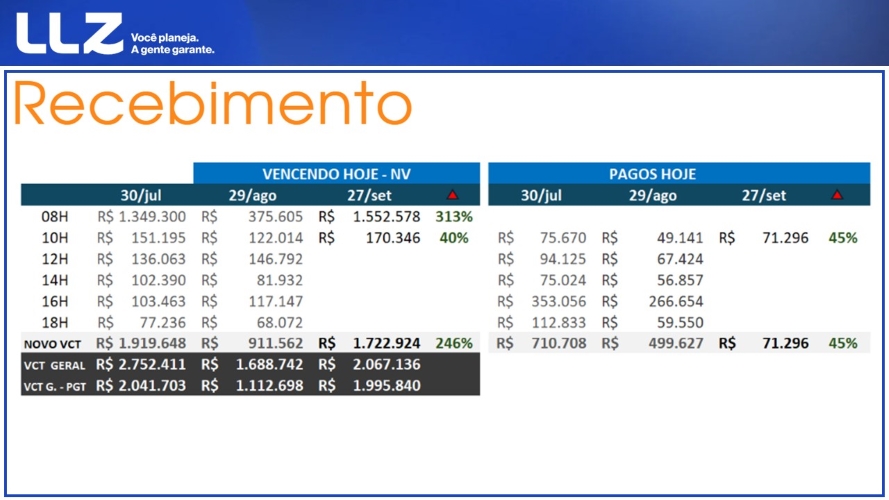 LLZ Você planeja.
A gente garante.
Recebimento
VENCENDO HOJE - NV PAGOS HOJE
30/jul 29/ago 27/set 30/jul 29/ago 27/set
08H R$ 1.349.300 R$ 375.605 R$ 1.552.578 313%
10H R$ 151.195 R$ 122.014 R$ 170.346 40% R$ 75.670 R$ 49.141 R$ 71.296 45%
12H R$ 136.063 R$ 146.792 R$ 94.125 R$ 67.424
14H R$ 102.390 R$ 81.932 R$ 75.024 R$ 56.857
16H R$ 103.463 R$ 117.147 R$ 353.056 R$ 266.654
18H R$ 77.236 R$ 68.072 R$ 112.833 R$ 59.550
NOVO VCT R$ 1.919.648 R$ 911.562 R$ 1.722.924 246% R$ 710.708 R$ 499.627 R$ 71.296 45%
VCT GERAL R$ 2.752.411 R$ 1.688.742 R$ 2.067.136
VCT G. - PGT R$ 2.041.703 R$ 1.112.698 R$ 1.995.840